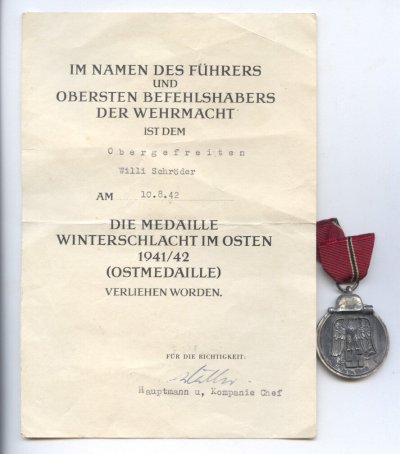 IM NAMEN DES FÜHRERS
UND
OBERSTEN BEFEHLSHABERS
DER WEHRMACHT
IST DEM
Obergefreiten
Willi Schröder
AM 10.8.42
DIE MEDAILLE
WINTERSCHLACHT IM OSTEN
1941/42
(OSTMEDAILLE)
VERLIEHEN WORDEN.
FÜR DIE RICHTIGKEIT:
Hauptmann u, Kompanie Chef